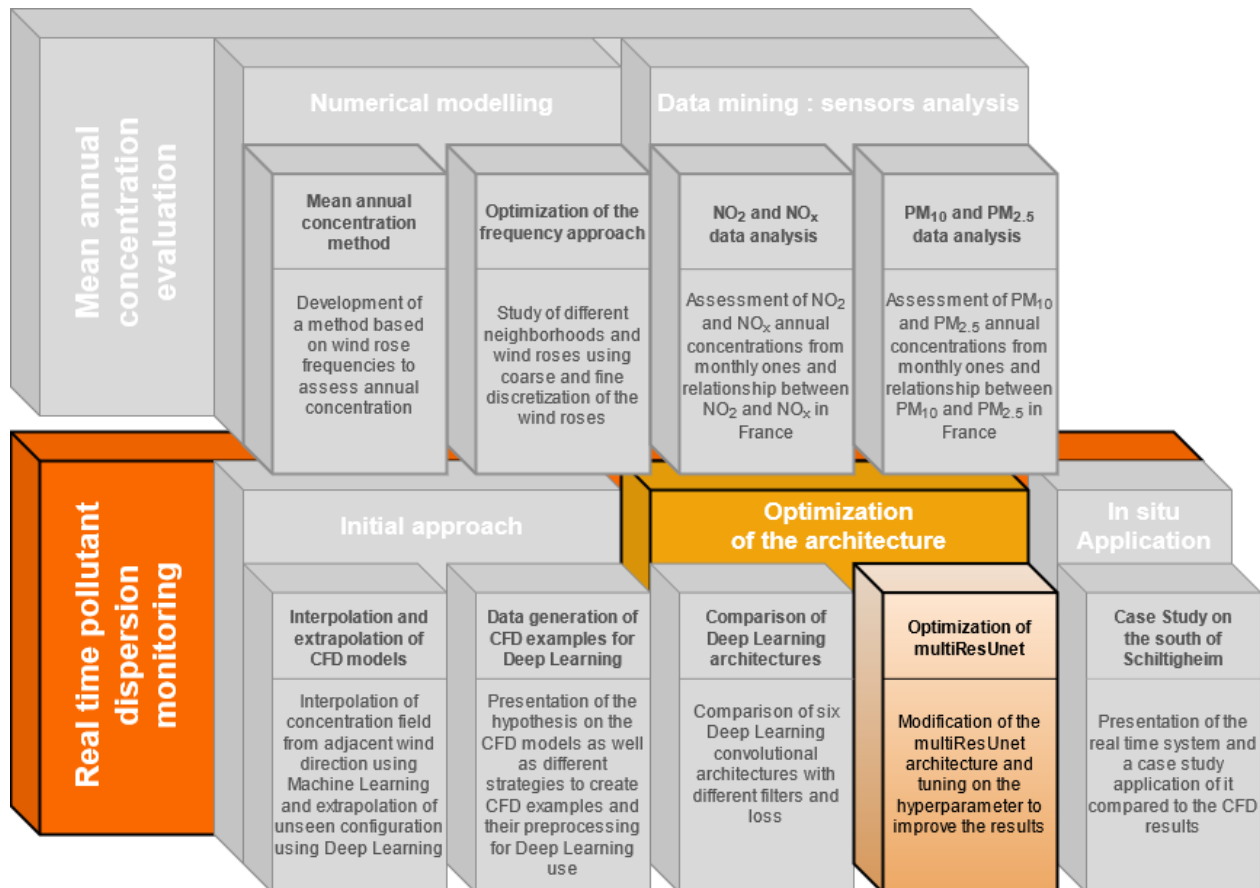 Mean annual
concentration
evaluation
Numerical modelling
Data mining : sensors analysis
Mean annual
concentration
method
Development of
a method based
on wind rose
frequencies to
assess annual
concentration
Optimization of the
frequency approach
Study of different
neighborhoods and
wind roses using
coarse and fine
discretization of the
wind roses
NO₂ and NOₓ
data analysis
Assessment of NO₂
and NOₓ annual
concentrations from
monthly ones and
relationship between
NO₂ and NOₓ in
France
PM₁₀ and PM₂.₅
data analysis
Assessment of PM₁₀
and PM₂.₅ annual
concentrations from
monthly ones and
relationship between
PM₁₀ and PM₂.₅ in
France
Real time pollutant
dispersion
monitoring
Initial approach
Optimization
of the architecture
In situ
Application
Interpolation and
extrapolation of
CFD models
Interpolation of
concentration field
from adjacent wind
direction using
Machine Learning
and extrapolation of
unseen configuration
using Deep Learning
Data generation of
CFD examples for
Deep Learning
Presentation of the
hypothesis on the
CFD models as well
as different
strategies to create
CFD examples and
their preprocessing
for Deep Learning
use
Comparison of
Deep Learning
architectures
Comparison of six
Deep Learning
convolutional
architectures with
different filters and
loss
Optimization of
multiResUnet
Modification of the
multiResUnet
architecture and
tuning on the
hyperparameter to
improve the results
Case Study on
the south of
Schiltigheim
Presentation of the
real time system and
a case study
application of it
compared to the CFD
results